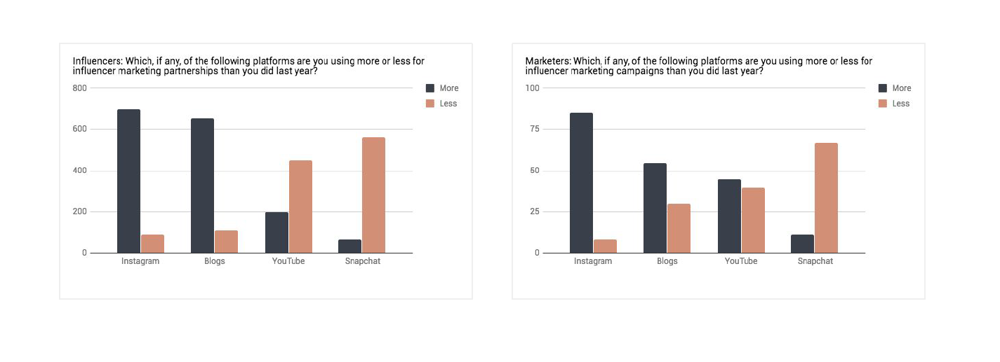 Influencers: Which, if any, of the following platforms are you using more or less for
influencer marketing partnerships than you did last year?
800
600
400
200
0
Instagram
Blogs
YouTube
Snapchat
More
Less
Marketers: Which, if any, of the following platforms are you using more or less for
influencer marketing campaigns than you did last year?
100
75
50
25
0
Instagram
Blogs
YouTube
Snapchat
More
Less